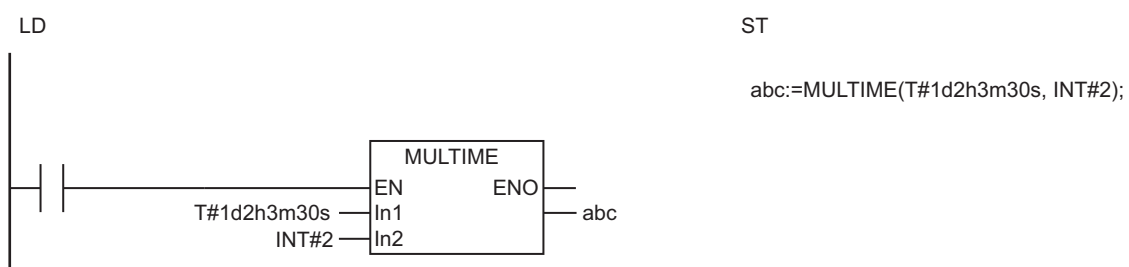 LD
ST
abc:=MULTIME(T#1d2h3m30s, INT#2);
MULTIME
EN ENO
T#1d2h3m30s In1 abc
INT#2 In2